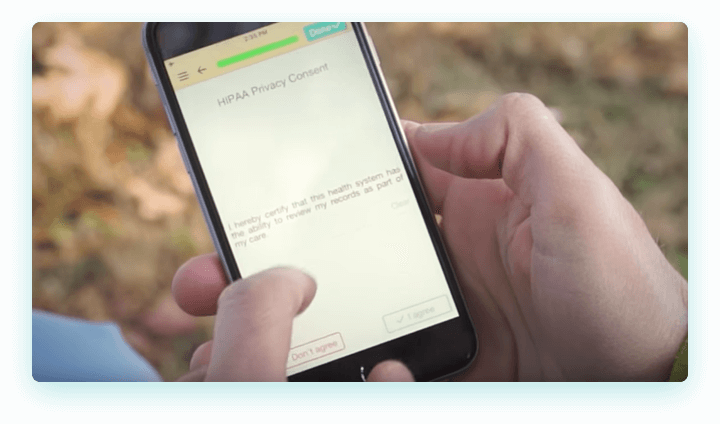 2:55 PM
Done
HIPAA Privacy Consent
I hereby certify that this health system has
the ability to review my records as part of
my care.
Clear
Don't agree
I agree